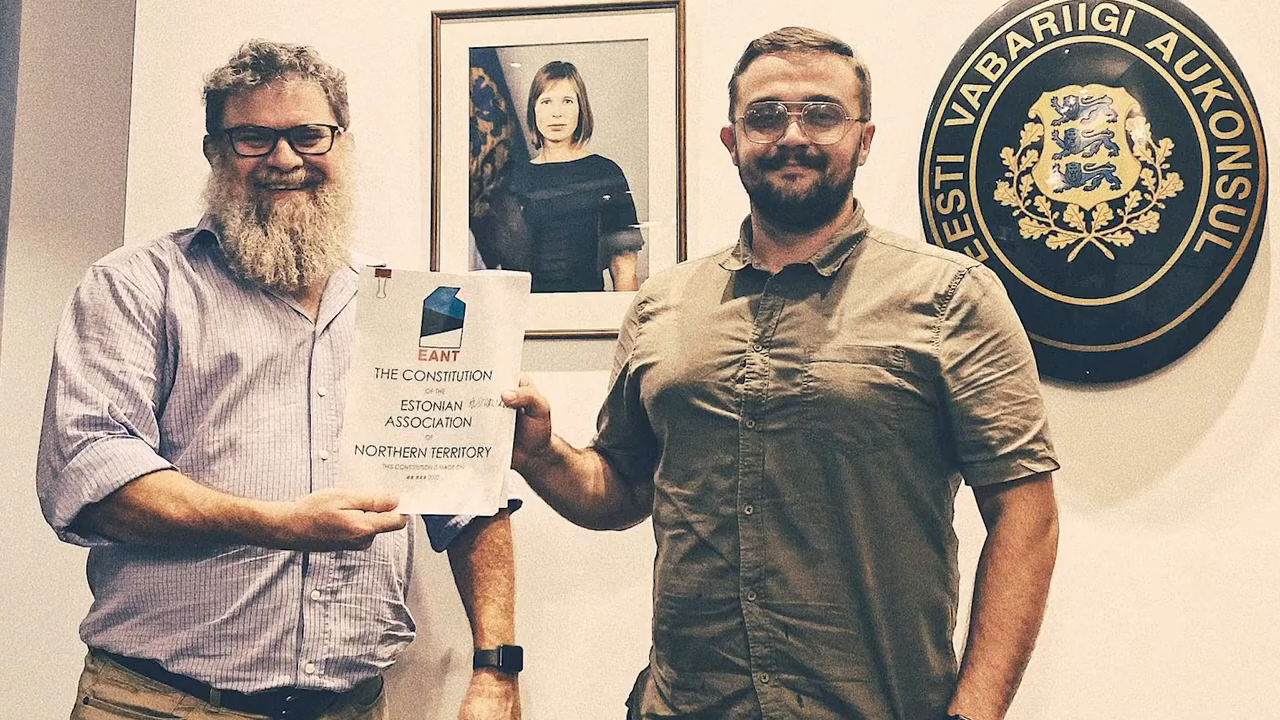 EANT
THE CONSTITUTION
OF THE
ESTONIAN
ASSOCIATION
OF
NORTHERN TERRITORY
THIS CONSTITUTION IS MADE ON
EESTI VABARIIGI AUKONSUL